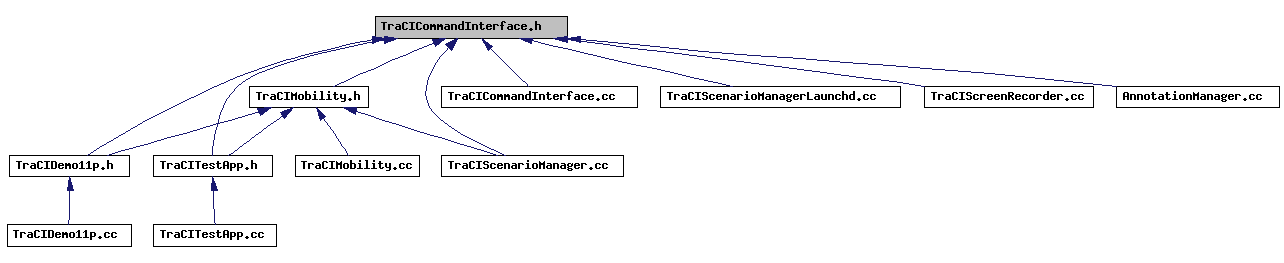 TraCICommandInterface.h
TraCIMobility.h
TraCICommandInterface.cc
TraCIScenarioManagerLaunchd.cc
TraCIScreenRecorder.cc
AnnotationManager.cc
TraCIDemo11p.h
TraCITestApp.h
TraCIMobility.cc
TraCIScenarioManager.cc
TraCIDemo11p.cc
TraCITestApp.cc